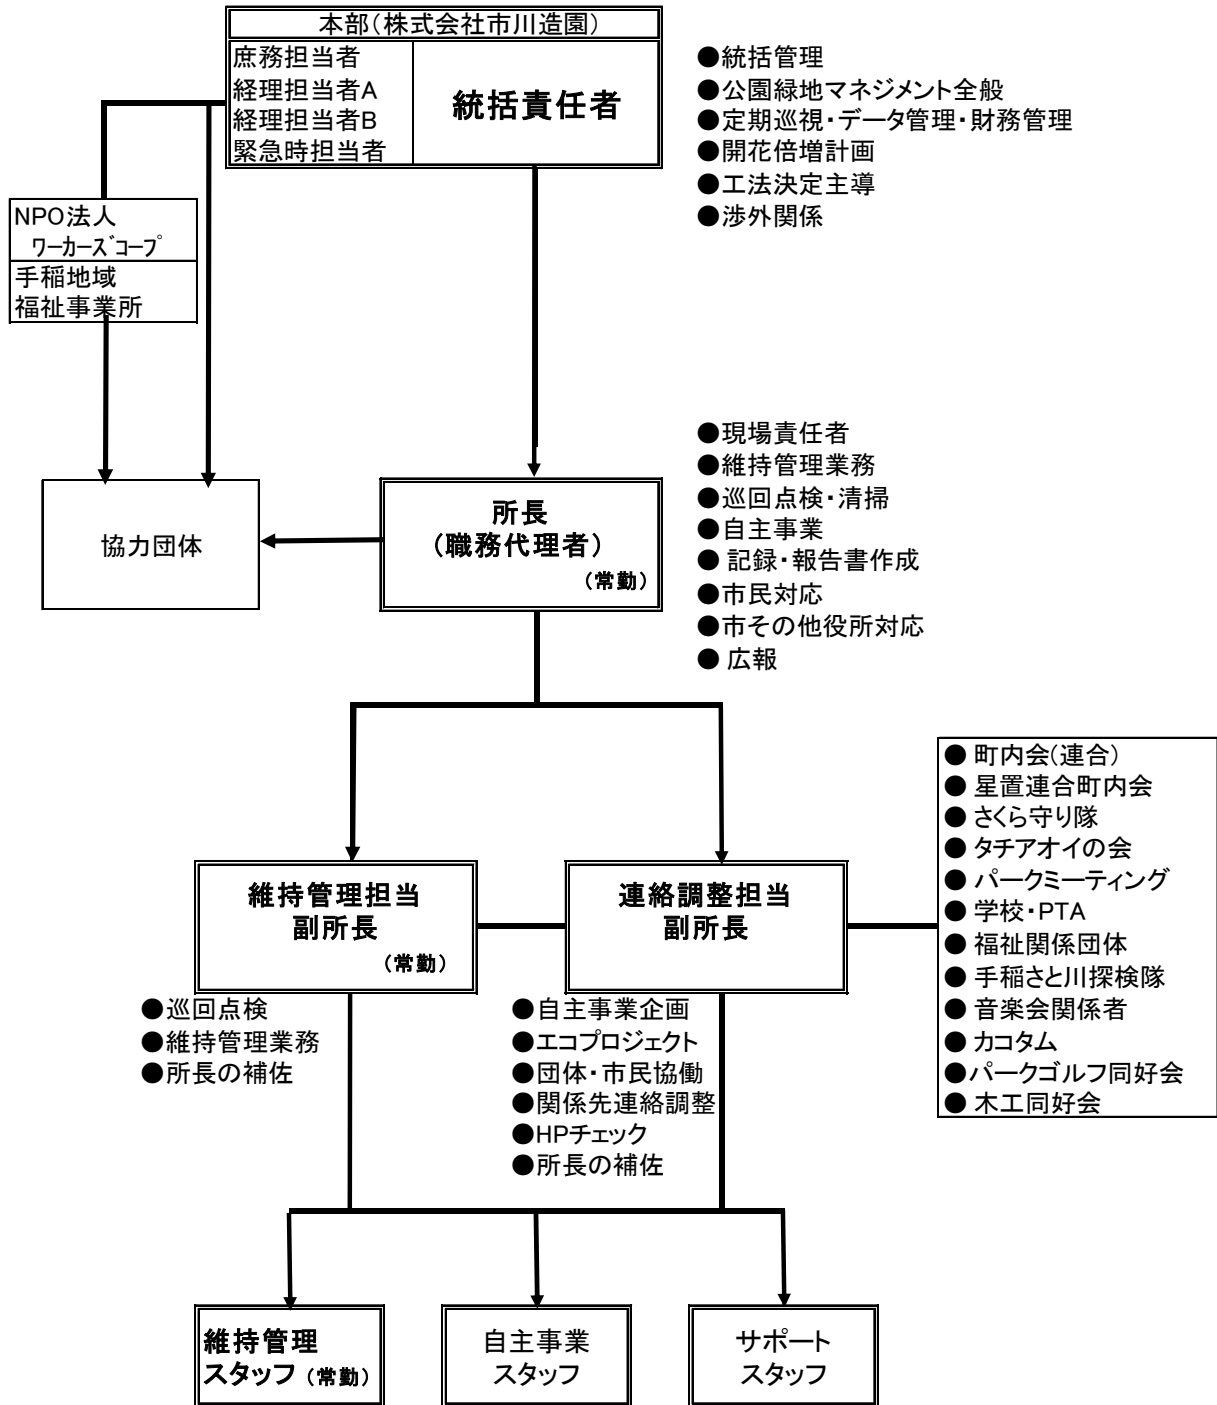 本部(株式会社市川造園)
庶務担当者
経理担当者A
経理担当者B
緊急時担当者
統括責任者
●統括管理
●公園緑地マネジメント全般
●定期巡視・データ管理・財務管理
●開花倍増計画
●工法決定主導
●渉外関係
NPO法人
ワーカーズコープ
手稲地域
福祉事業所
協力団体
所長
(職務代理者)
(常勤)
●現場責任者
●維持管理業務
●巡回点検・清掃
●自主事業
●記録・報告書作成
●市民対応
●市その他役所対応
●広報
維持管理担当
副所長
(常勤)
連絡調整担当
副所長
●町内会(連合)
●星置連合町内会
●さくら守り隊
●タチアオイの会
●パークミーティング
●学校・PTA
●福祉関係団体
●手稲さと川探検隊
●音楽会関係者
●カコタム
●パークゴルフ同好会
●木工同好会
●巡回点検
●維持管理業務
●所長の補佐
●自主事業企画
●エコプロジェクト
●団体・市民協働
●関係先連絡調整
●HPチェック
●所長の補佐
維持管理
スタッフ(常勤)
自主事業
スタッフ
サポート
スタッフ